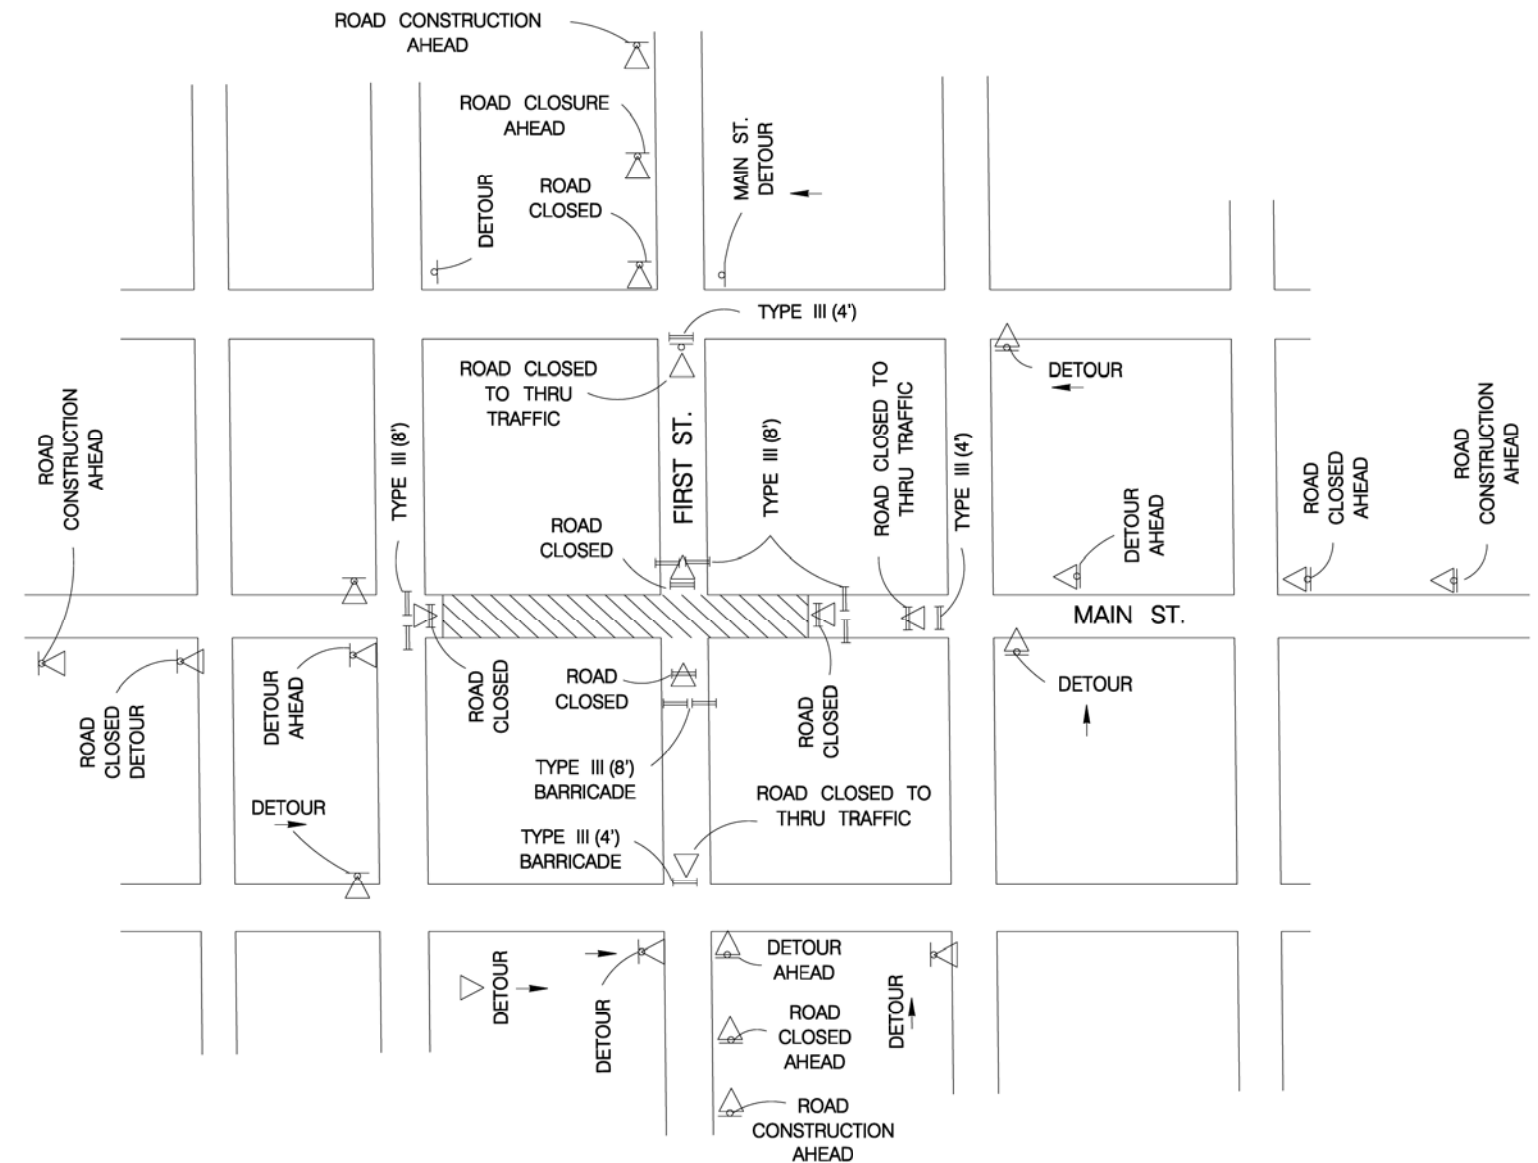 ROAD CONSTRUCTION
AHEAD
ROAD CLOSURE
AHEAD
MAIN ST.
DETOUR
DETOUR
ROAD
CLOSED
TYPE III (4')
ROAD CLOSED
TO THRU
TRAFFIC
DETOUR
ROAD
CONSTRUCTION
AHEAD
TYPE III (8')
FIRST ST.
TYPE III (8')
ROAD CLOSED TO
THRU TRAFFIC
TYPE III (4')
ROAD
CLOSED
AHEAD
ROAD
CONSTRUCTION
AHEAD
ROAD
CLOSED
DETOUR
AHEAD
MAIN ST.
ROAD
CLOSED
DETOUR
DETOUR
AHEAD
ROAD
CLOSED
ROAD
CLOSED
ROAD
CLOSED
DETOUR
TYPE III (8')
BARRICADE
ROAD CLOSED TO
THRU TRAFFIC
DETOUR
TYPE III (4')
BARRICADE
DETOUR
DETOUR
DETOUR
AHEAD
DETOUR
ROAD
CLOSED
AHEAD
ROAD
CONSTRUCTION
AHEAD